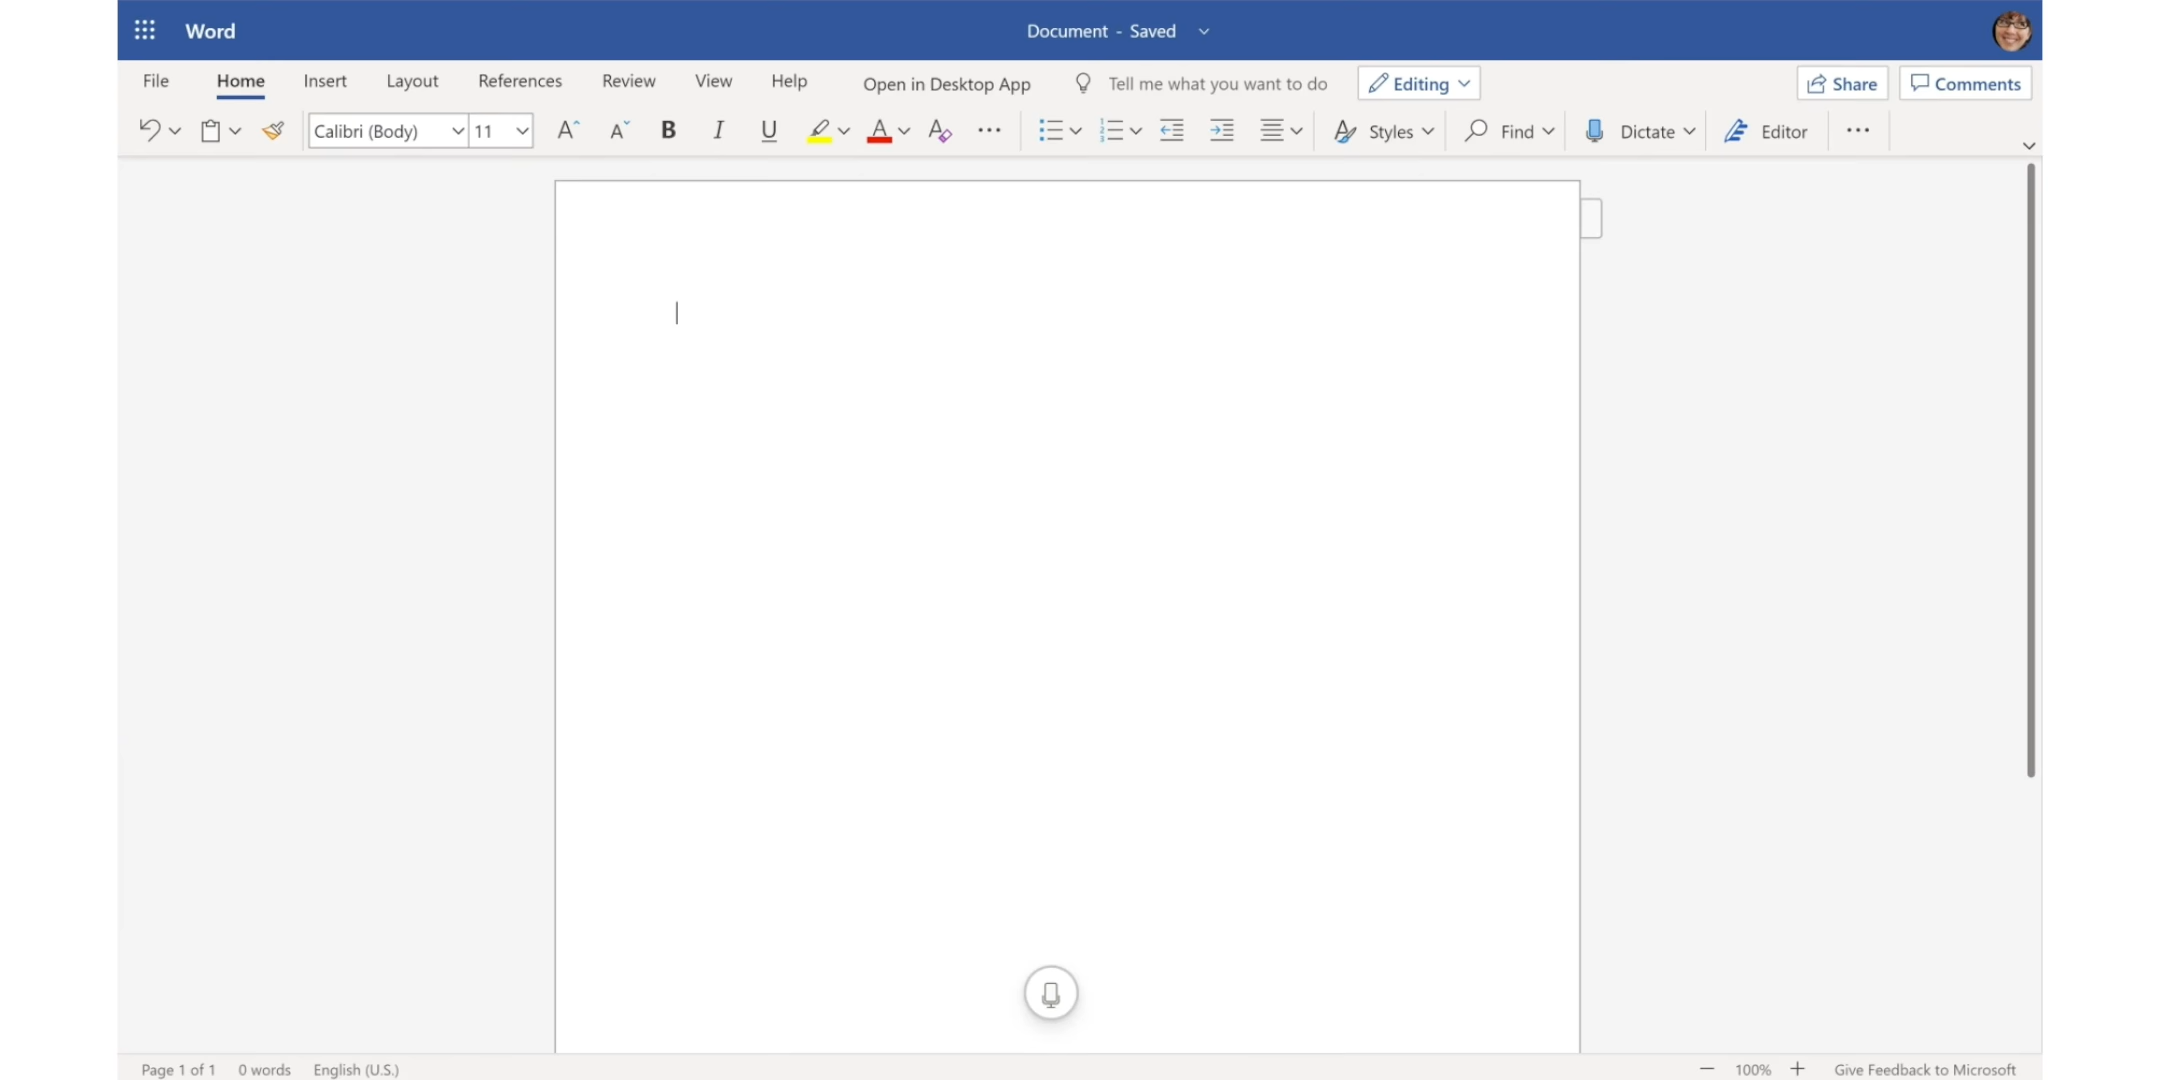 Word
Document - Saved
File Home Insert Layout References Review View Help Open in Desktop App Tell me what you want to do Editing Share Comments
Calibri (Body) 11 A A B I U A A Styles Find Dictate Editor
Page 1 of 1 0 words English (U.S.) 100% Give Feedback to Microsoft